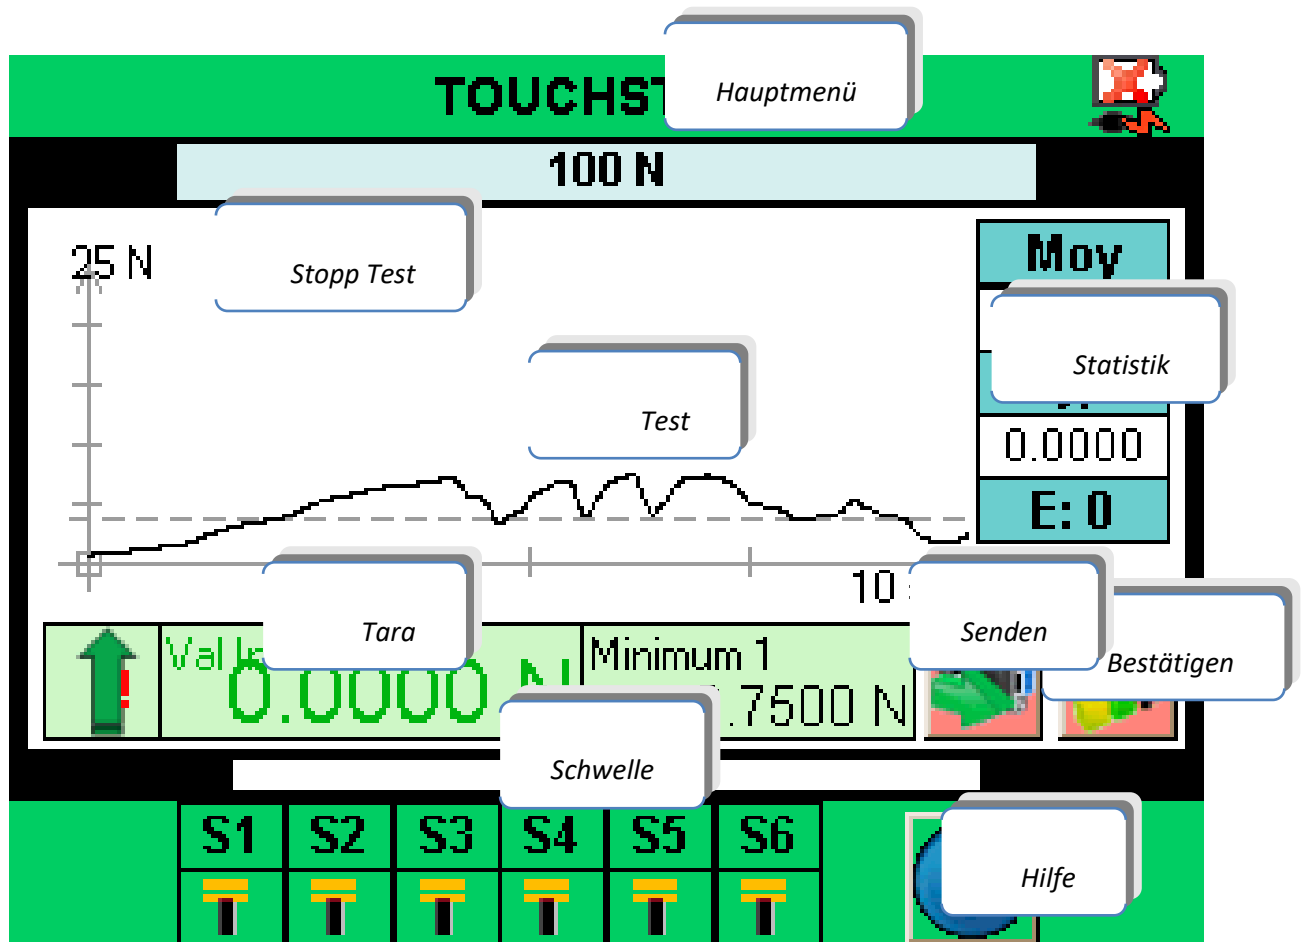 Hauptmenü
TOUCHST
100 N
25 N
Stopp Test
Moy
Statistik
Test
0.0000
E: 0
10
Tara
Senden
Bestätigen
Val
Minimum 1
0.0000 N
.7500 N
Schwelle
S1 S2 S3 S4 S5 S6
Hilfe